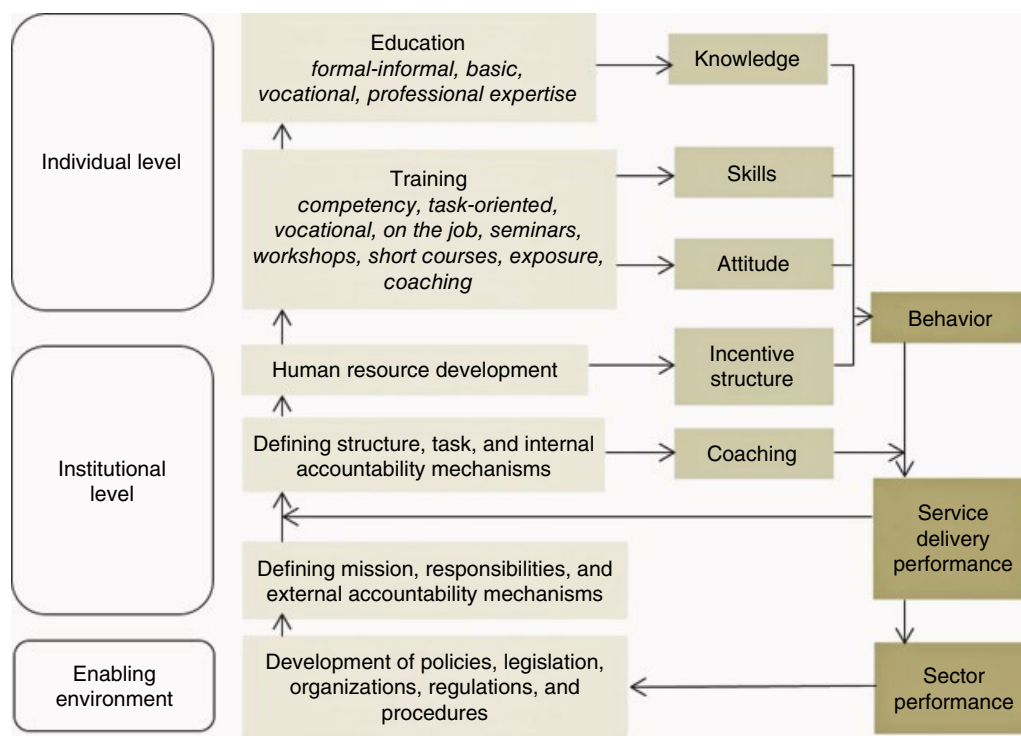 Individual level
Institutional
level
Enabling
environment
Education
formal-informal, basic,
vocational, professional expertise
Training
competency, task-oriented,
vocational, on the job, seminars,
workshops, short courses, exposure,
coaching
Human resource development
Defining structure, task, and internal
accountability mechanisms
Defining mission, responsibilities, and
external accountability mechanisms
Development of policies, legislation,
organizations, regulations, and
procedures
Knowledge
Skills
Attitude
Incentive
structure
Coaching
Behavior
Service
delivery
performance
Sector
performance